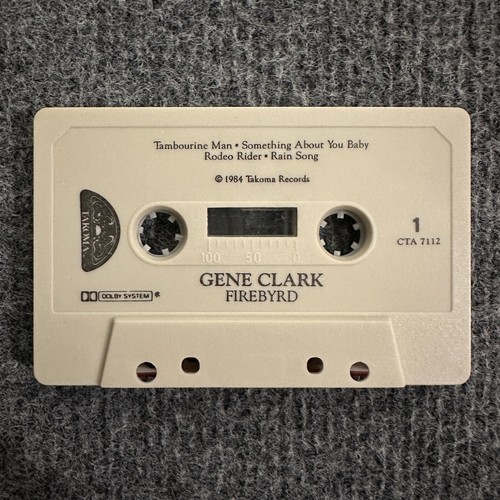 Tambourine Man • Something About You Baby
Rodeo Rider • Rain Song
© 1984 Takoma Records
TAKOMA
1
CTA 7112
100 50 0
GENE CLARK
FIREBYRD
DOLBY SYSTEM ®